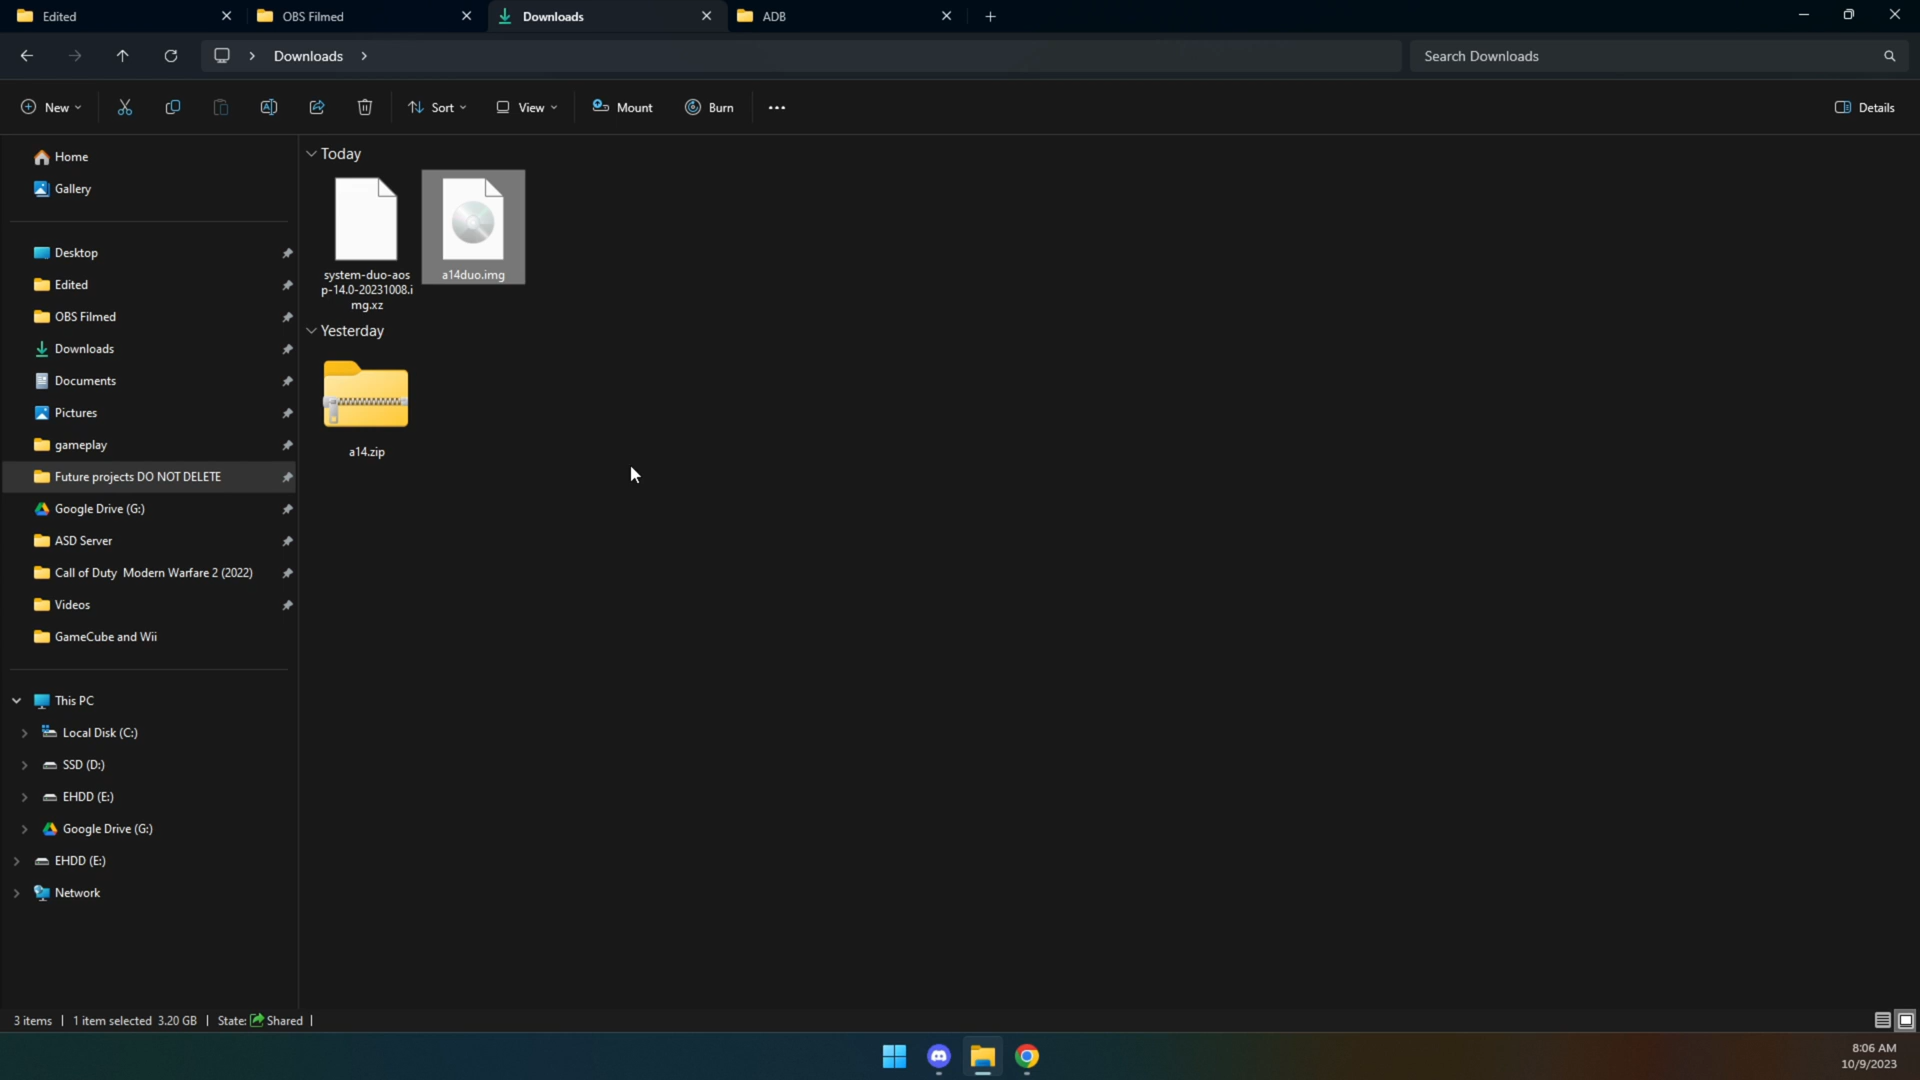 Edited
OBS Filmed
Downloads
ADB
Downloads
Search Downloads
New
Sort
View
Mount
Burn
Details
Home
Gallery
Desktop
Edited
OBS Filmed
Downloads
Documents
Pictures
gameplay
Future projects DO NOT DELETE
Google Drive (G:)
ASD Server
Call of Duty Modern Warfare 2 (2022)
Videos
GameCube and Wii
This PC
Local Disk (C:)
SSD (D:)
EHDD (E:)
Google Drive (G:)
EHDD (E:)
Network
Today
system-duo-aos
p-14.0-20231008.i
mg.xz
a14duo.img
Yesterday
a14.zip
3 items
1 item selected 3.20 GB
State: Shared
8:06 AM
10/9/2023